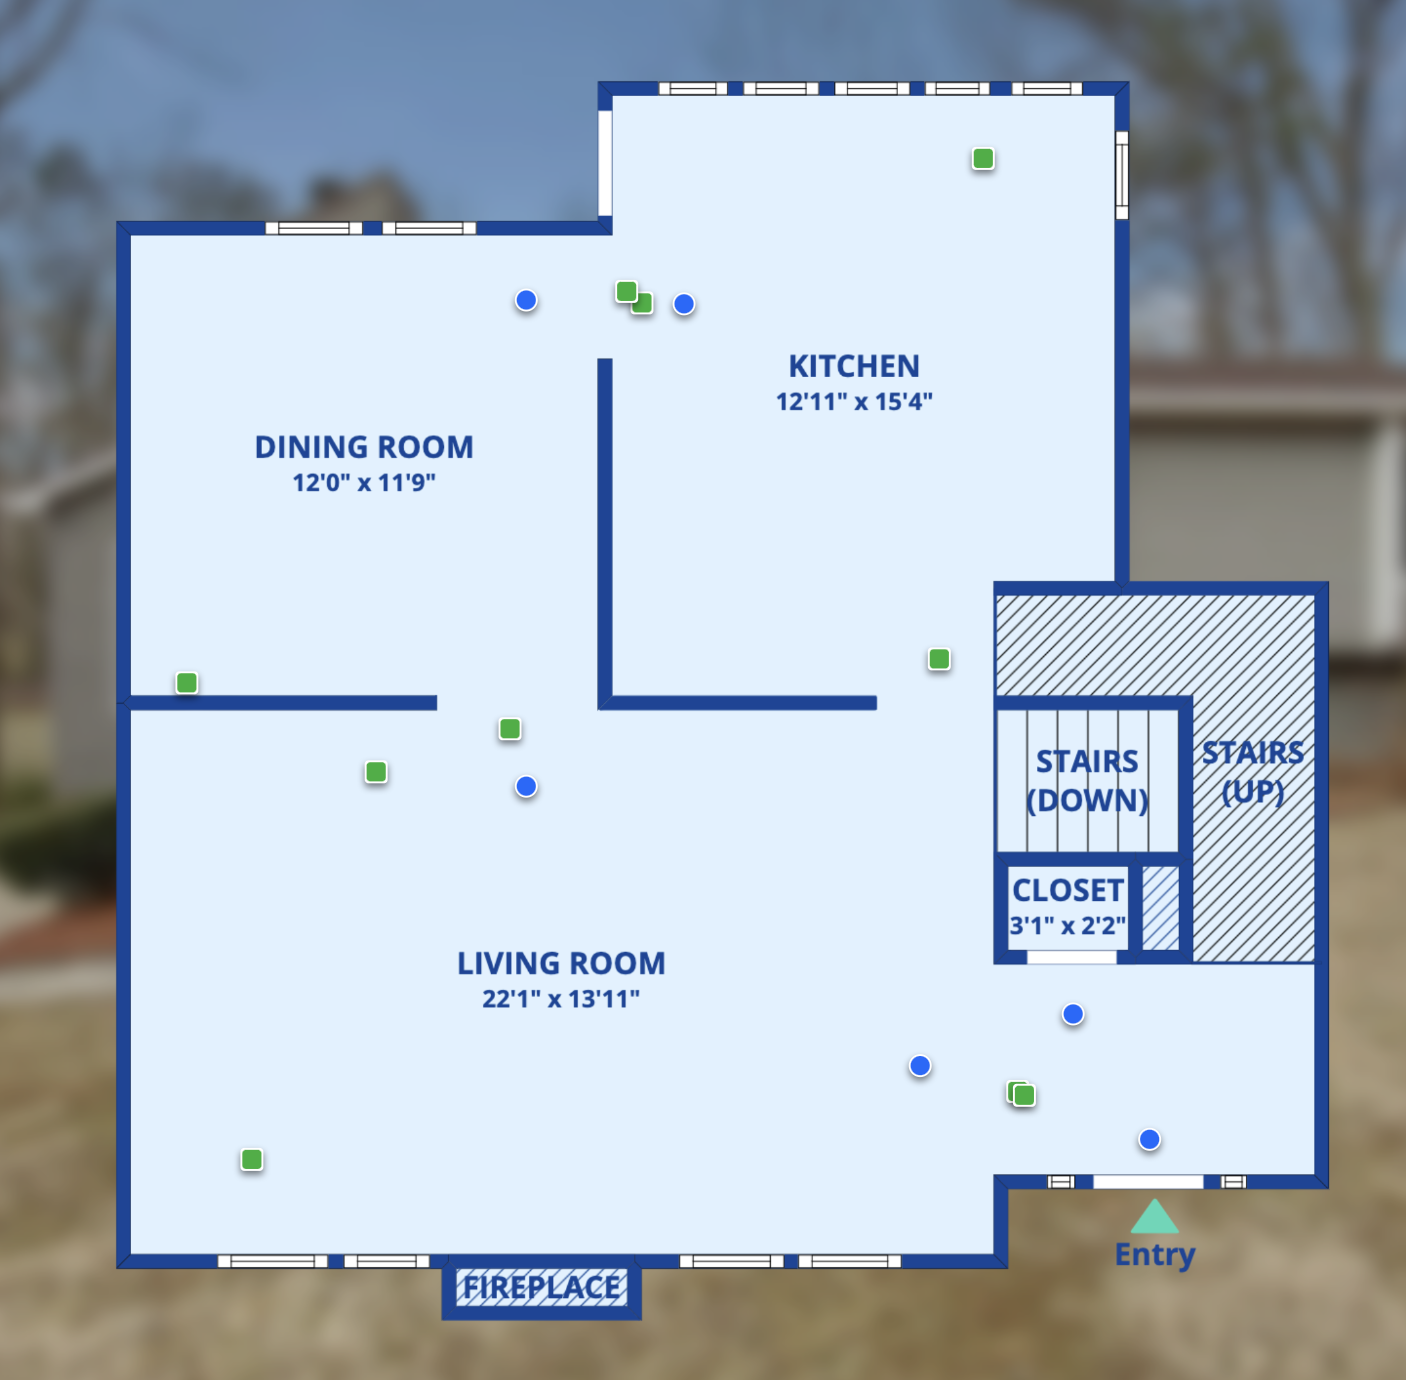 KITCHEN
12'11" x 15'4"
DINING ROOM
12'0" x 11'9"
STAIRS
(DOWN)
STAIRS
(UP)
CLOSET
3'1" x 2'2"
LIVING ROOM
22'1" x 13'11"
Entry
FIREPLACE